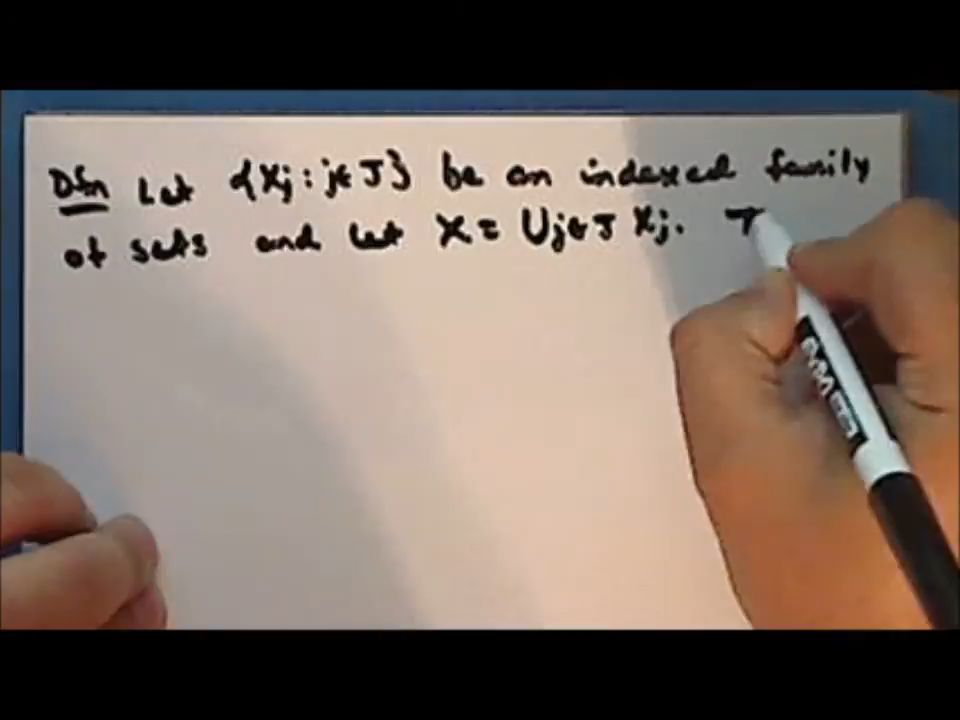 Dfn Let {Xj : j∈J} be an indexed family
of sets and let X = ∪j∈J Xj. T